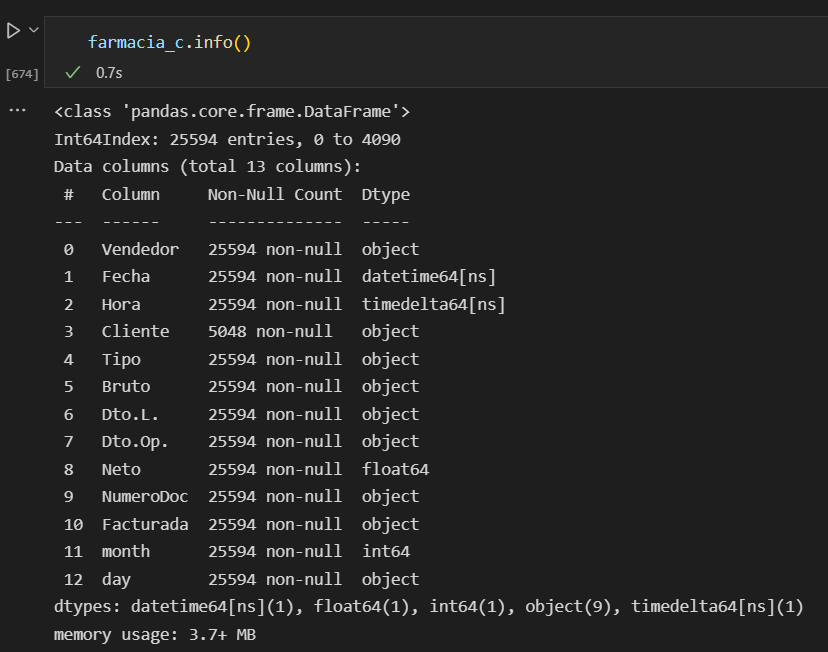 farmacia_c.info()
[674] 0.7s
<class 'pandas.core.frame.DataFrame'>
Int64Index: 25594 entries, 0 to 4090
Data columns (total 13 columns):
 #   Column     Non-Null Count  Dtype
---  ------     --------------  -----
 0   Vendedor   25594 non-null  object
 1   Fecha      25594 non-null  datetime64[ns]
 2   Hora       25594 non-null  timedelta64[ns]
 3   Cliente    5048 non-null   object
 4   Tipo       25594 non-null  object
 5   Bruto      25594 non-null  object
 6   Dto.L.     25594 non-null  object
 7   Dto.Op.    25594 non-null  object
 8   Neto       25594 non-null  float64
 9   NumeroDoc  25594 non-null  object
 10  Facturada  25594 non-null  object
 11  month      25594 non-null  int64
 12  day        25594 non-null  object
dtypes: datetime64[ns](1), float64(1), int64(1), object(9), timedelta64[ns](1)
memory usage: 3.7+ MB